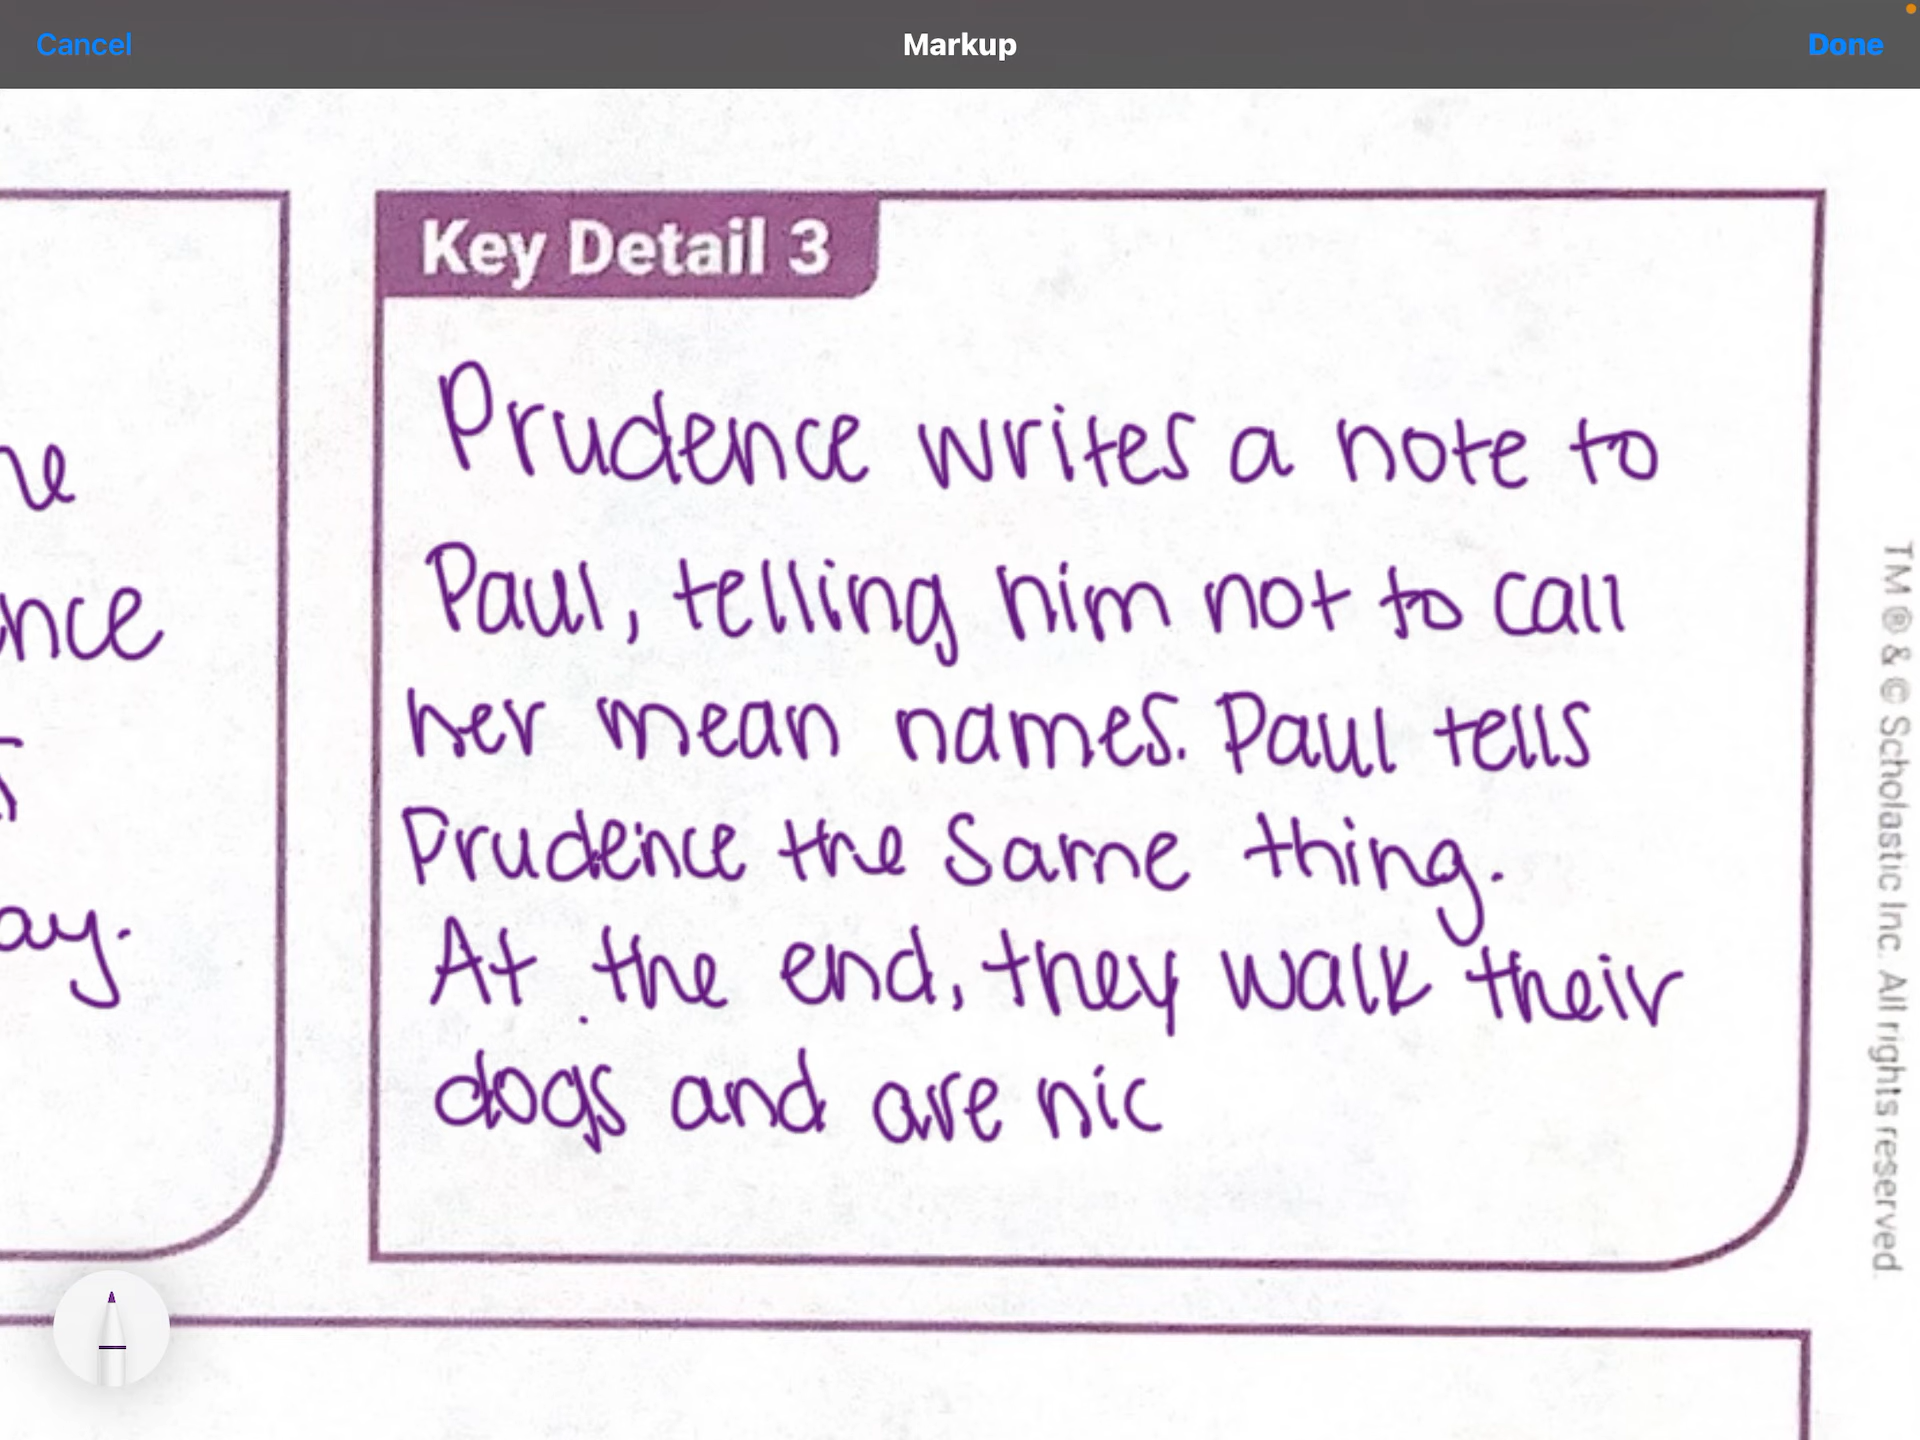 Cancel Markup Done
Key Detail 3
Prudence writes a note to
Paul, telling him not to call
her mean names. Paul tells
Prudence the same thing.
At the end, they walk their
dogs and are nic
ay.
TM ® & © Scholastic Inc. All rights reserved.